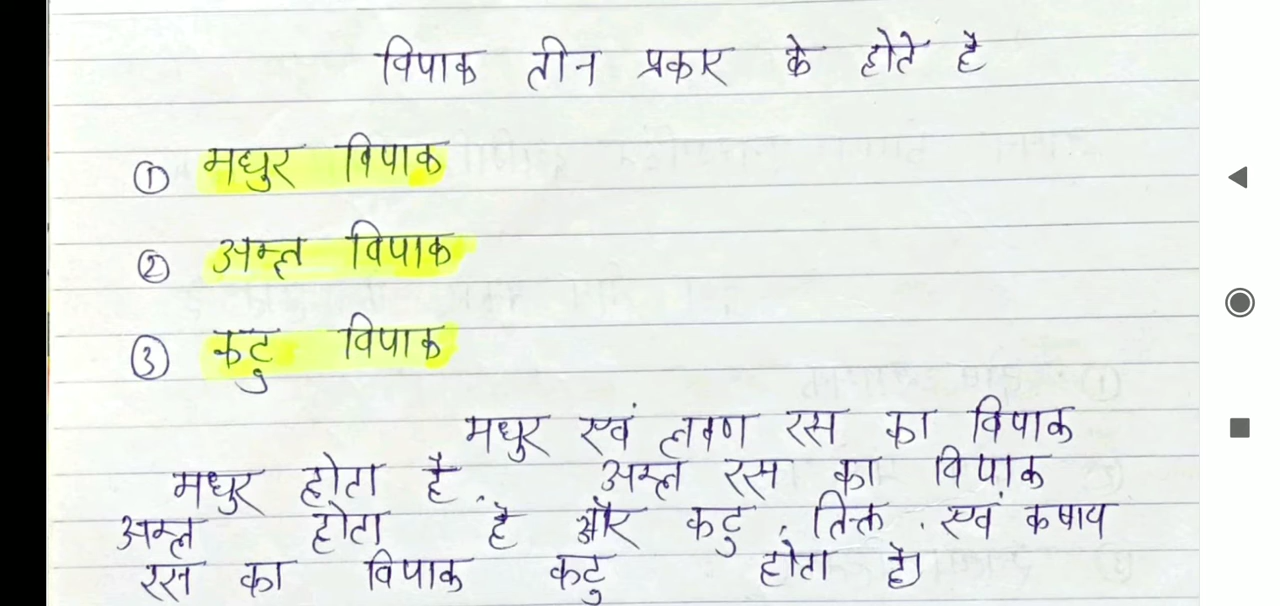 विपाक तीन प्रकार के होते है
① मधुर विपाक
② अम्ल विपाक
③ कटु विपाक
मधुर एवं लवण रस का विपाक
मधुर होटा है, अम्ल रस का विपाक
अम्ल होटा है और कटु, तिक्त, एवं कषाय
रस का विपाक कटु होटा है।